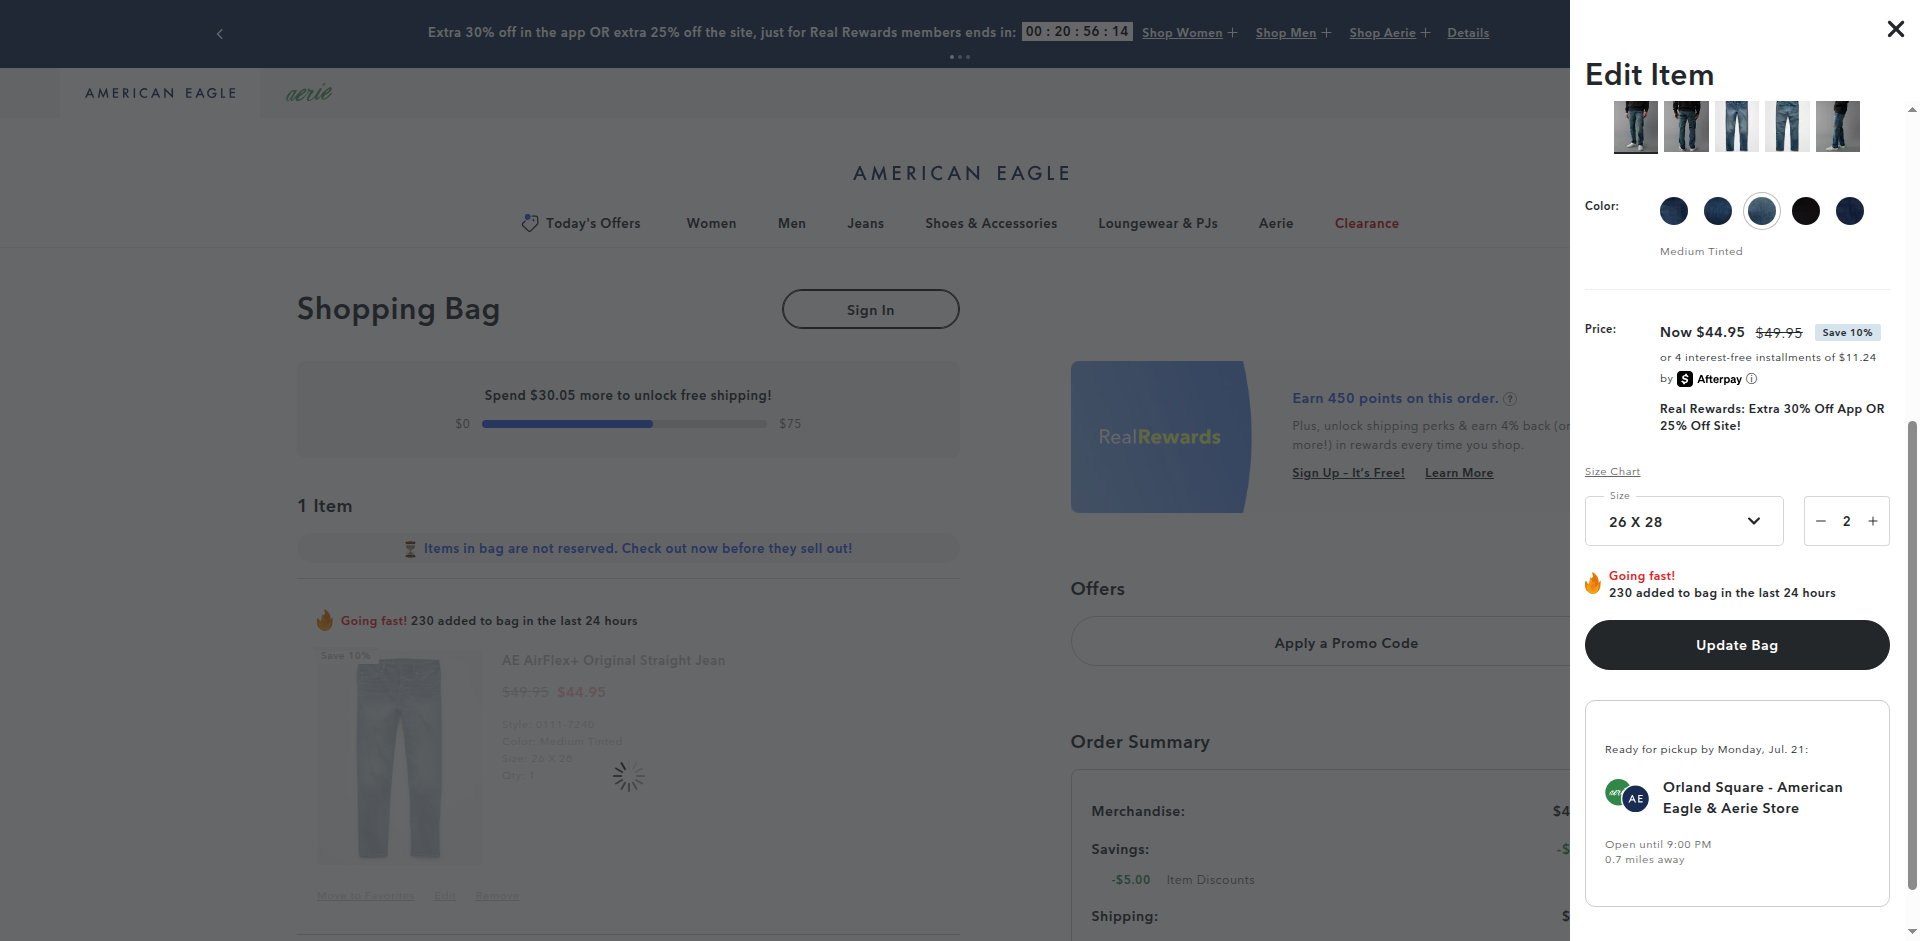 Extra 30% off in the app OR extra 25% off the site, just for Real Rewards members ends in: 00 : 20 : 56 : 14 Shop Women + Shop Men + Shop Aerie + Details
AMERICAN EAGLE aerie
AMERICAN EAGLE
Today's Offers Women Men Jeans Shoes & Accessories Loungewear & PJs Aerie Clearance
Shopping Bag
Sign In
Spend $30.05 more to unlock free shipping!
$0 $75
1 Item
Items in bag are not reserved. Check out now before they sell out!
Going fast! 230 added to bag in the last 24 hours
Save 10%
AE AirFlex+ Original Straight Jean
$49.95 $44.95
Style: 0111 7240
Color: Medium Tinted
Size: 26 X 28
Qty: 1
Move to Favorites Edit Remove
RealRewards
Earn 450 points on this order. ?
Plus, unlock shipping perks & earn 4% back (or
more!) in rewards every time you shop.
Sign Up – It's Free! Learn More
Offers
Apply a Promo Code
Order Summary
Merchandise: $4
Savings: -$
-$5.00 Item Discounts
Shipping: $
Edit Item
Color:
Medium Tinted
Price:
Now $44.95 $49.95 Save 10%
or 4 interest-free installments of $11.24
by Afterpay
Real Rewards: Extra 30% Off App OR
25% Off Site!
Size Chart
Size
26 X 28
− 2 +
Going fast!
230 added to bag in the last 24 hours
Update Bag
Ready for pickup by Monday, Jul. 21:
aerie AE
Orland Square - American
Eagle & Aerie Store
Open until 9:00 PM
0.7 miles away